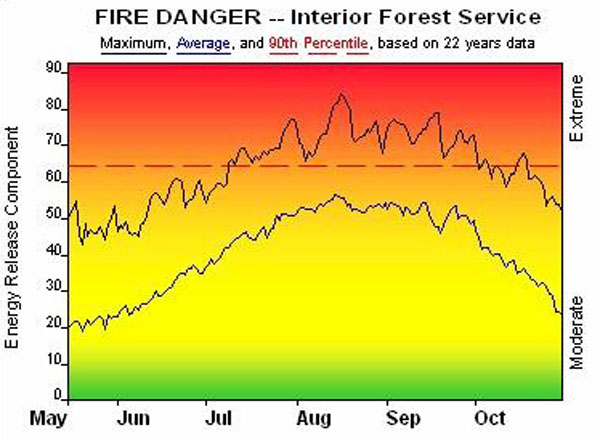 FIRE DANGER -- Interior Forest Service
Maximum, Average, and 90th Percentile, based on 22 years data
Energy Release Component
90
80
70
60
50
40
30
20
10
0
Extreme
Moderate
May Jun Jul Aug Sep Oct